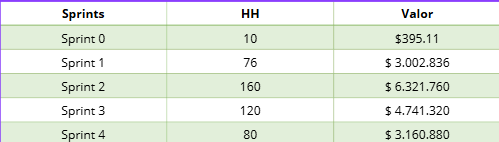 Sprints HH Valor
Sprint 0 10 $395.11
Sprint 1 76 $ 3.002.836
Sprint 2 160 $ 6.321.760
Sprint 3 120 $ 4.741.320
Sprint 4 80 $ 3.160.880